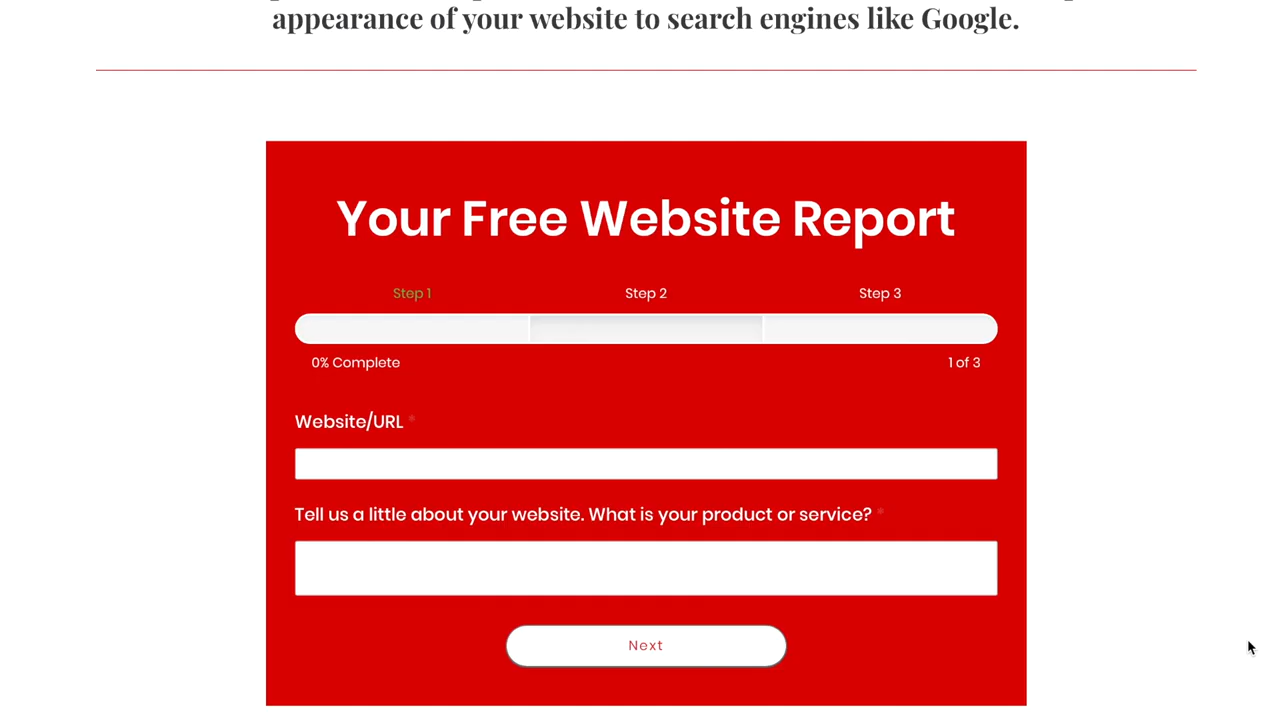 appearance of your website to search engines like Google.
Your Free Website Report
Step 1 Step 2 Step 3
0% Complete 1 of 3
Website/URL *
Tell us a little about your website. What is your product or service? *
Next